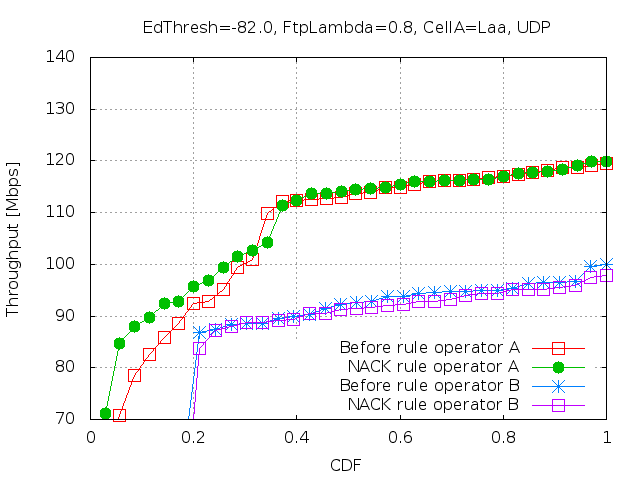 EdThresh=-82.0, FtpLambda=0.8, CellA=Laa, UDP
140
130
120
110
100
90
80
70
Throughput [Mbps]
Before rule operator A
NACK rule operator A
Before rule operator B
NACK rule operator B
0 0.2 0.4 0.6 0.8 1
CDF